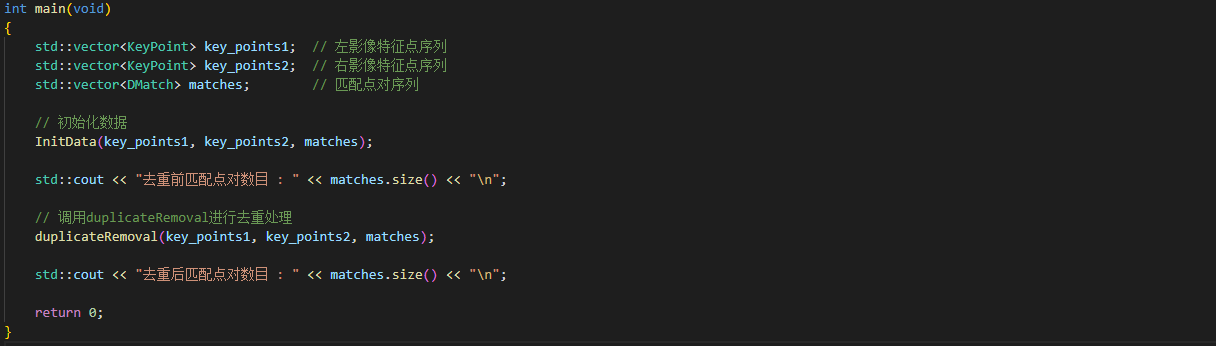 int main(void)
{
    std::vector<KeyPoint> key_points1;  // 左影像特征点序列
    std::vector<KeyPoint> key_points2;  // 右影像特征点序列
    std::vector<DMatch> matches;        // 匹配点对序列
    // 初始化数据
    InitData(key_points1, key_points2, matches);
    std::cout << "去重前匹配点对数目 : " << matches.size() << "\n";
    // 调用duplicateRemoval进行去重处理
    duplicateRemoval(key_points1, key_points2, matches);
    std::cout << "去重后匹配点对数目 : " << matches.size() << "\n";
    return 0;
}